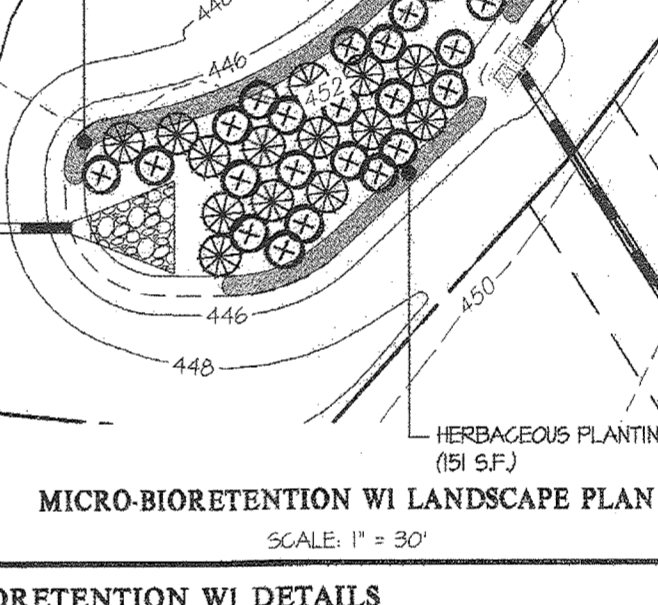 446
446
452
450
446
448
HERBACEOUS PLANTIN
(151 S.F.)
MICRO-BIORETENTION W1 LANDSCAPE PLAN
SCALE: 1" = 30'
ORETENTION W1 DETAILS